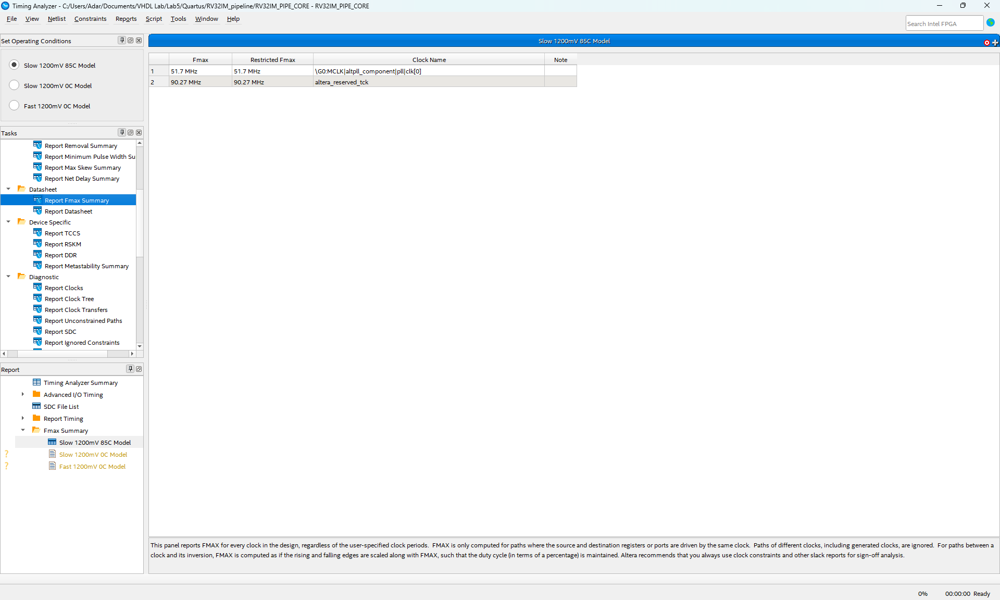 Timing Analyzer - C:/Users/Adar/Documents/VHDL Lab/Lab5/Quartus/RV32IM_pipeline/RV32IM_PIPE_CORE - RV32IM_PIPE_CORE
File View Netlist Constraints Reports Script Tools Window Help
Search Intel FPGA
Set Operating Conditions
Slow 1200mV 85C Model
Slow 1200mV 0C Model
Fast 1200mV 0C Model
Tasks
Report Removal Summary
Report Minimum Pulse Width Su
Report Max Skew Summary
Report Net Delay Summary
Datasheet
Report Fmax Summary
Report Datasheet
Device Specific
Report TCCS
Report RSKM
Report DDR
Report Metastability Summary
Diagnostic
Report Clocks
Report Clock Tree
Report Clock Transfers
Report Unconstrained Paths
Report SDC
Report Ignored Constraints
Report
Timing Analyzer Summary
Advanced I/O Timing
SDC File List
Report Timing
Fmax Summary
Slow 1200mV 85C Model
? Slow 1200mV 0C Model
? Fast 1200mV 0C Model
Slow 1200mV 85C Model
Fmax Restricted Fmax Clock Name Note
1 51.7 MHz 51.7 MHz \G0:MCLK|altpll_component|pll|clk[0]
2 90.27 MHz 90.27 MHz altera_reserved_tck
This panel reports FMAX for every clock in the design, regardless of the user-specified clock periods. FMAX is only computed for paths where the source and destination registers or ports are driven by the same clock. Paths of different clocks, including generated clocks, are ignored. For paths between a
clock and its inversion, FMAX is computed as if the rising and falling edges are scaled along with FMAX, such that the duty cycle (in terms of a percentage) is maintained. Altera recommends that you always use clock constraints and other slack reports for sign-off analysis.
0% 00:00:00 Ready